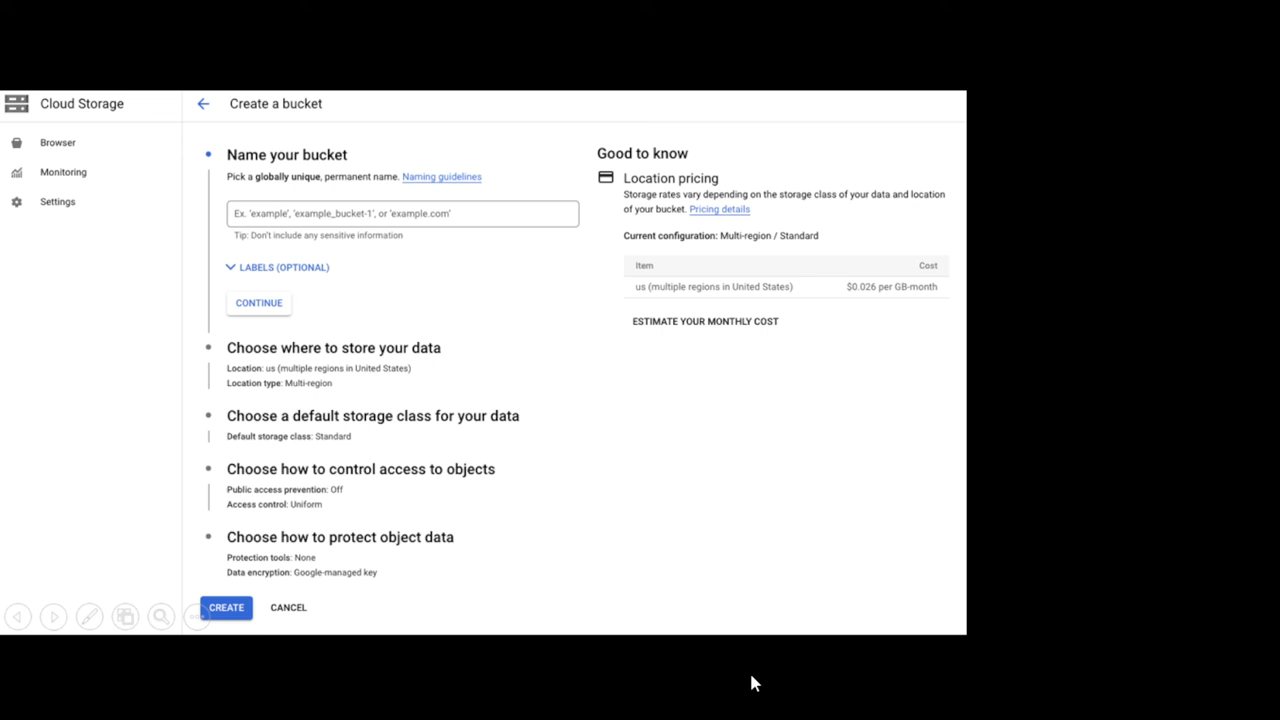 Cloud Storage
Create a bucket
Browser
Monitoring
Settings
Name your bucket
Pick a globally unique, permanent name. Naming guidelines
Ex. 'example', 'example_bucket-1', or 'example.com'
Tip: Don't include any sensitive information
LABELS (OPTIONAL)
CONTINUE
Choose where to store your data
Location: us (multiple regions in United States)
Location type: Multi-region
Choose a default storage class for your data
Default storage class: Standard
Choose how to control access to objects
Public access prevention: Off
Access control: Uniform
Choose how to protect object data
Protection tools: None
Data encryption: Google-managed key
CREATE CANCEL
Good to know
Location pricing
Storage rates vary depending on the storage class of your data and location
of your bucket. Pricing details
Current configuration: Multi-region / Standard
Item Cost
us (multiple regions in United States) $0.026 per GB-month
ESTIMATE YOUR MONTHLY COST